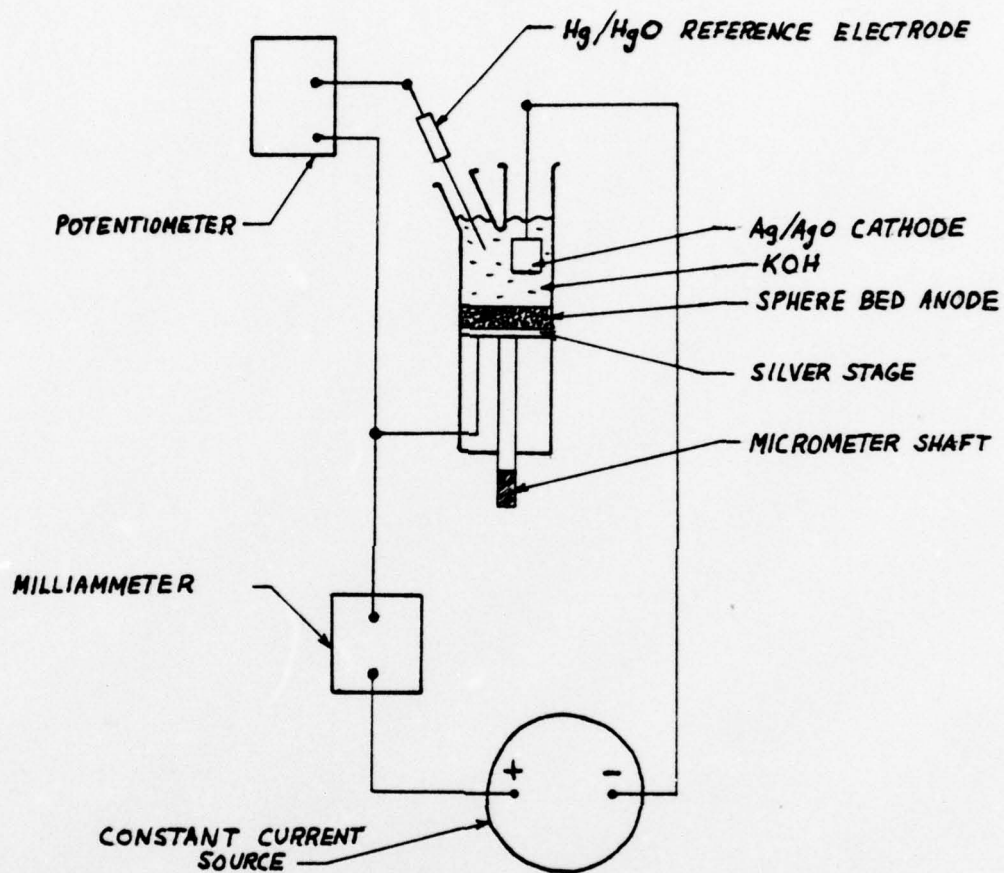 Hg/HgO REFERENCE ELECTRODE
POTENTIOMETER
Ag/AgO CATHODE
KOH
SPHERE BED ANODE
SILVER STAGE
MICROMETER SHAFT
MILLIAMMETER
+ -
CONSTANT CURRENT
SOURCE